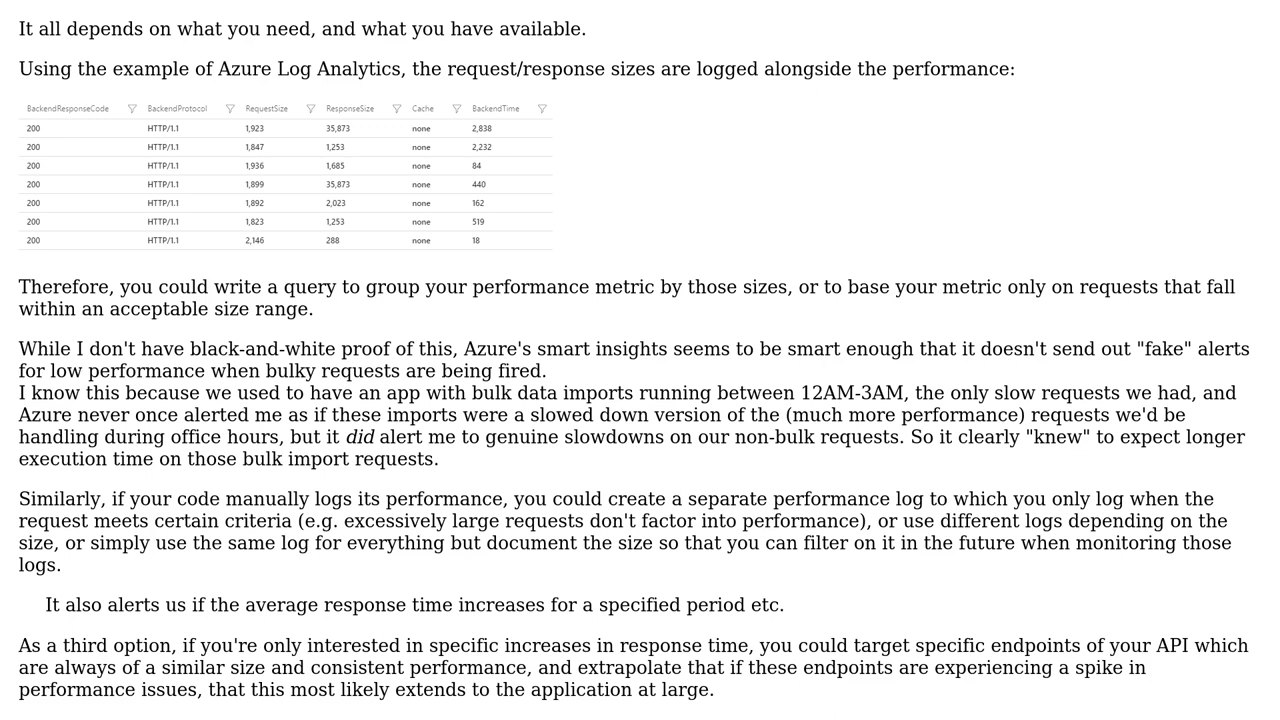 It all depends on what you need, and what you have available.
Using the example of Azure Log Analytics, the request/response sizes are logged alongside the performance:
BackendResponseCode BackendProtocol RequestSize ResponseSize Cache BackendTime
200 HTTP/1.1 1,923 35,873 none 2,838
200 HTTP/1.1 1,847 1,253 none 2,232
200 HTTP/1.1 1,936 1,685 none 84
200 HTTP/1.1 1,899 35,873 none 440
200 HTTP/1.1 1,892 2,023 none 162
200 HTTP/1.1 1,823 1,253 none 519
200 HTTP/1.1 2,146 288 none 18
Therefore, you could write a query to group your performance metric by those sizes, or to base your metric only on requests that fall
within an acceptable size range.
While I don't have black-and-white proof of this, Azure's smart insights seems to be smart enough that it doesn't send out "fake" alerts
for low performance when bulky requests are being fired.
I know this because we used to have an app with bulk data imports running between 12AM-3AM, the only slow requests we had, and
Azure never once alerted me as if these imports were a slowed down version of the (much more performance) requests we'd be
handling during office hours, but it did alert me to genuine slowdowns on our non-bulk requests. So it clearly "knew" to expect longer
execution time on those bulk import requests.
Similarly, if your code manually logs its performance, you could create a separate performance log to which you only log when the
request meets certain criteria (e.g. excessively large requests don't factor into performance), or use different logs depending on the
size, or simply use the same log for everything but document the size so that you can filter on it in the future when monitoring those
logs.
It also alerts us if the average response time increases for a specified period etc.
As a third option, if you're only interested in specific increases in response time, you could target specific endpoints of your API which
are always of a similar size and consistent performance, and extrapolate that if these endpoints are experiencing a spike in
performance issues, that this most likely extends to the application at large.